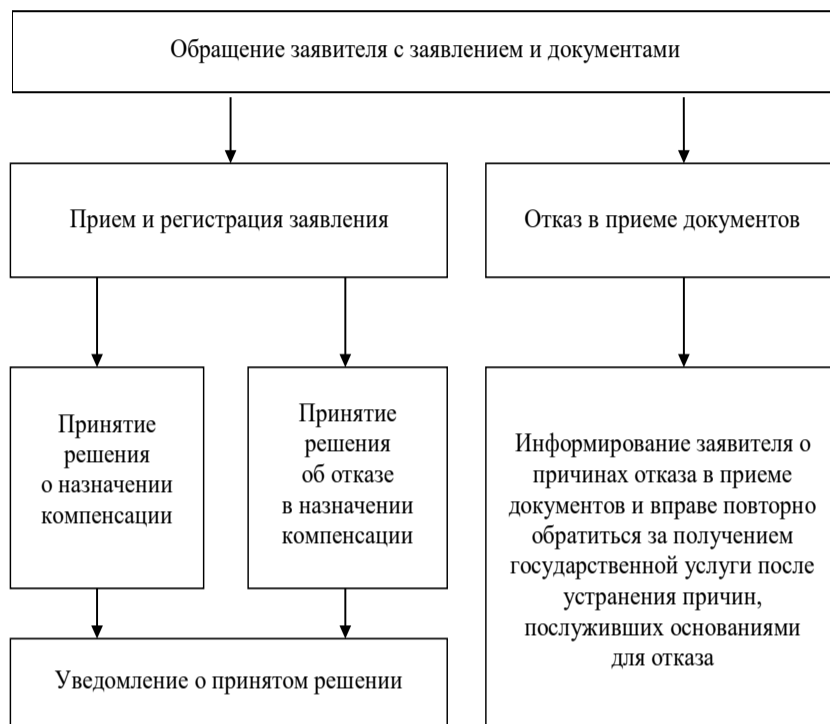 Обращение заявителя с заявлением и документами
Прием и регистрация заявления
Отказ в приеме документов
Принятие
решения
о назначении
компенсации
Принятие
решения
об отказе
в назначении
компенсации
Информирование заявителя о
причинах отказа в приеме
документов и вправе повторно
обратиться за получением
государственной услуги после
устранения причин,
послуживших основаниями
для отказа
Уведомление о принятом решении